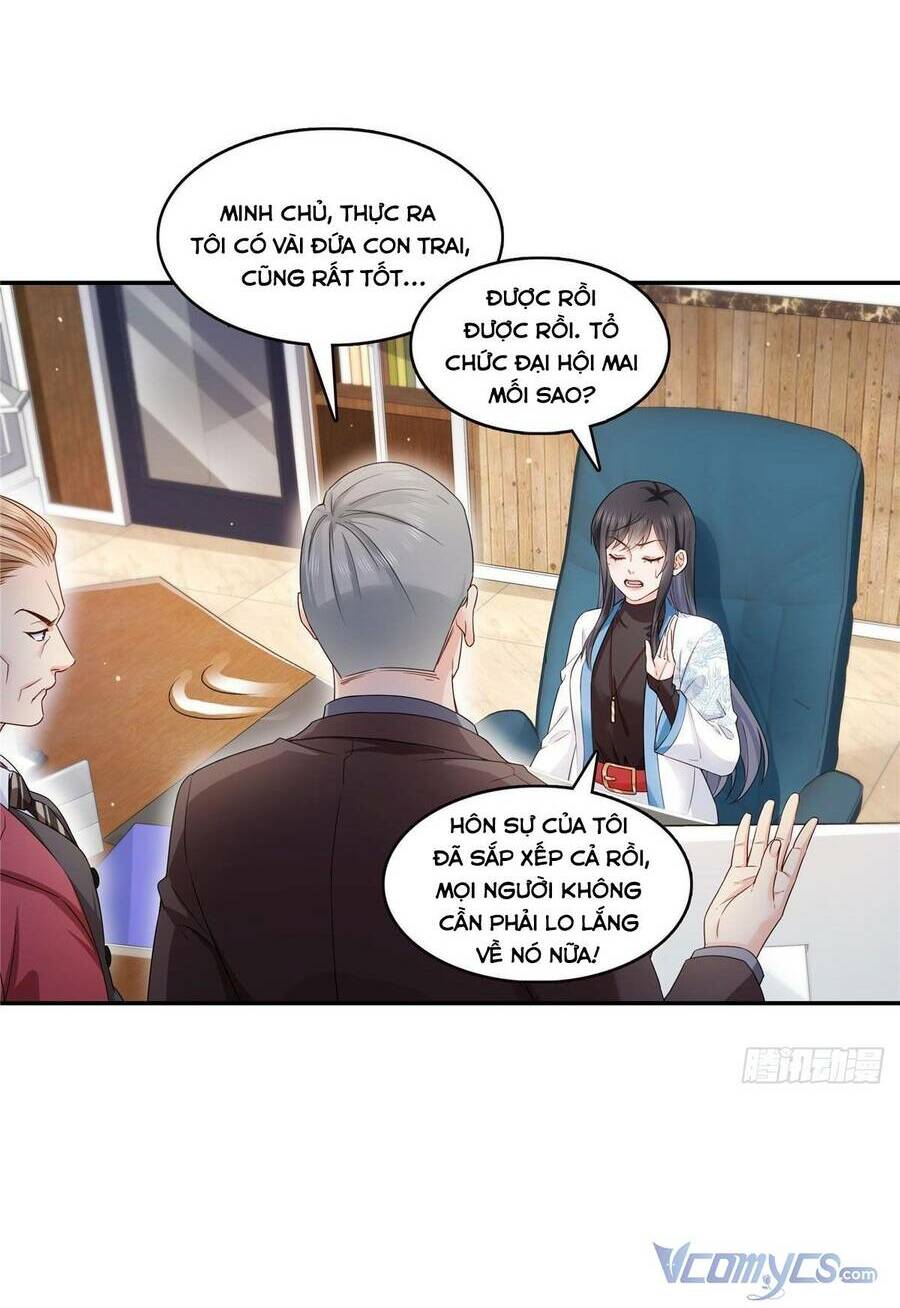 MINH CHỦ, THỰC RA
TÔI CÓ VÀI ĐỨA CON TRAI,
CŨNG RẤT TỐT...
ĐƯỢC RỒI
ĐƯỢC RỒI. TỔ
CHỨC ĐẠI HỘI MAI
MỐI SAO?
HÔN SỰ CỦA TÔI
ĐÃ SẮP XẾP CẢ RỒI,
MỌI NGƯỜI KHÔNG
CẦN PHẢI LO LẮNG
VỀ NÓ NỮA!
腾讯动漫
VCOMYCS.com